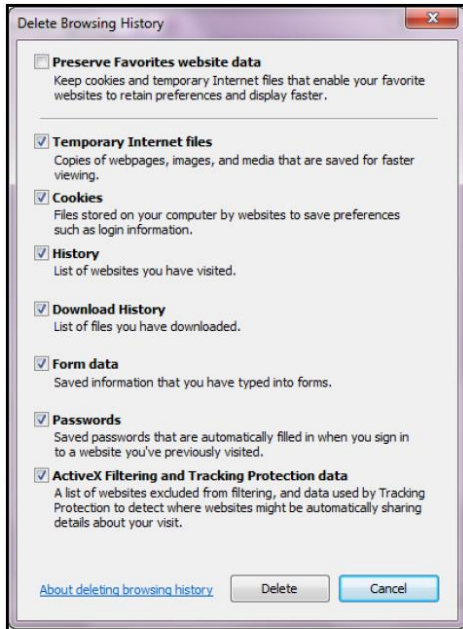 Delete Browsing History
Preserve Favorites website data
Keep cookies and temporary Internet files that enable your favorite
websites to retain preferences and display faster.
Temporary Internet files
Copies of webpages, images, and media that are saved for faster
viewing.
Cookies
Files stored on your computer by websites to save preferences
such as login information.
History
List of websites you have visited.
Download History
List of files you have downloaded.
Form data
Saved information that you have typed into forms.
Passwords
Saved passwords that are automatically filled in when you sign in
to a website you've previously visited.
ActiveX Filtering and Tracking Protection data
A list of websites excluded from filtering, and data used by Tracking
Protection to detect where websites might be automatically sharing
details about your visit.
About deleting browsing history Delete Cancel